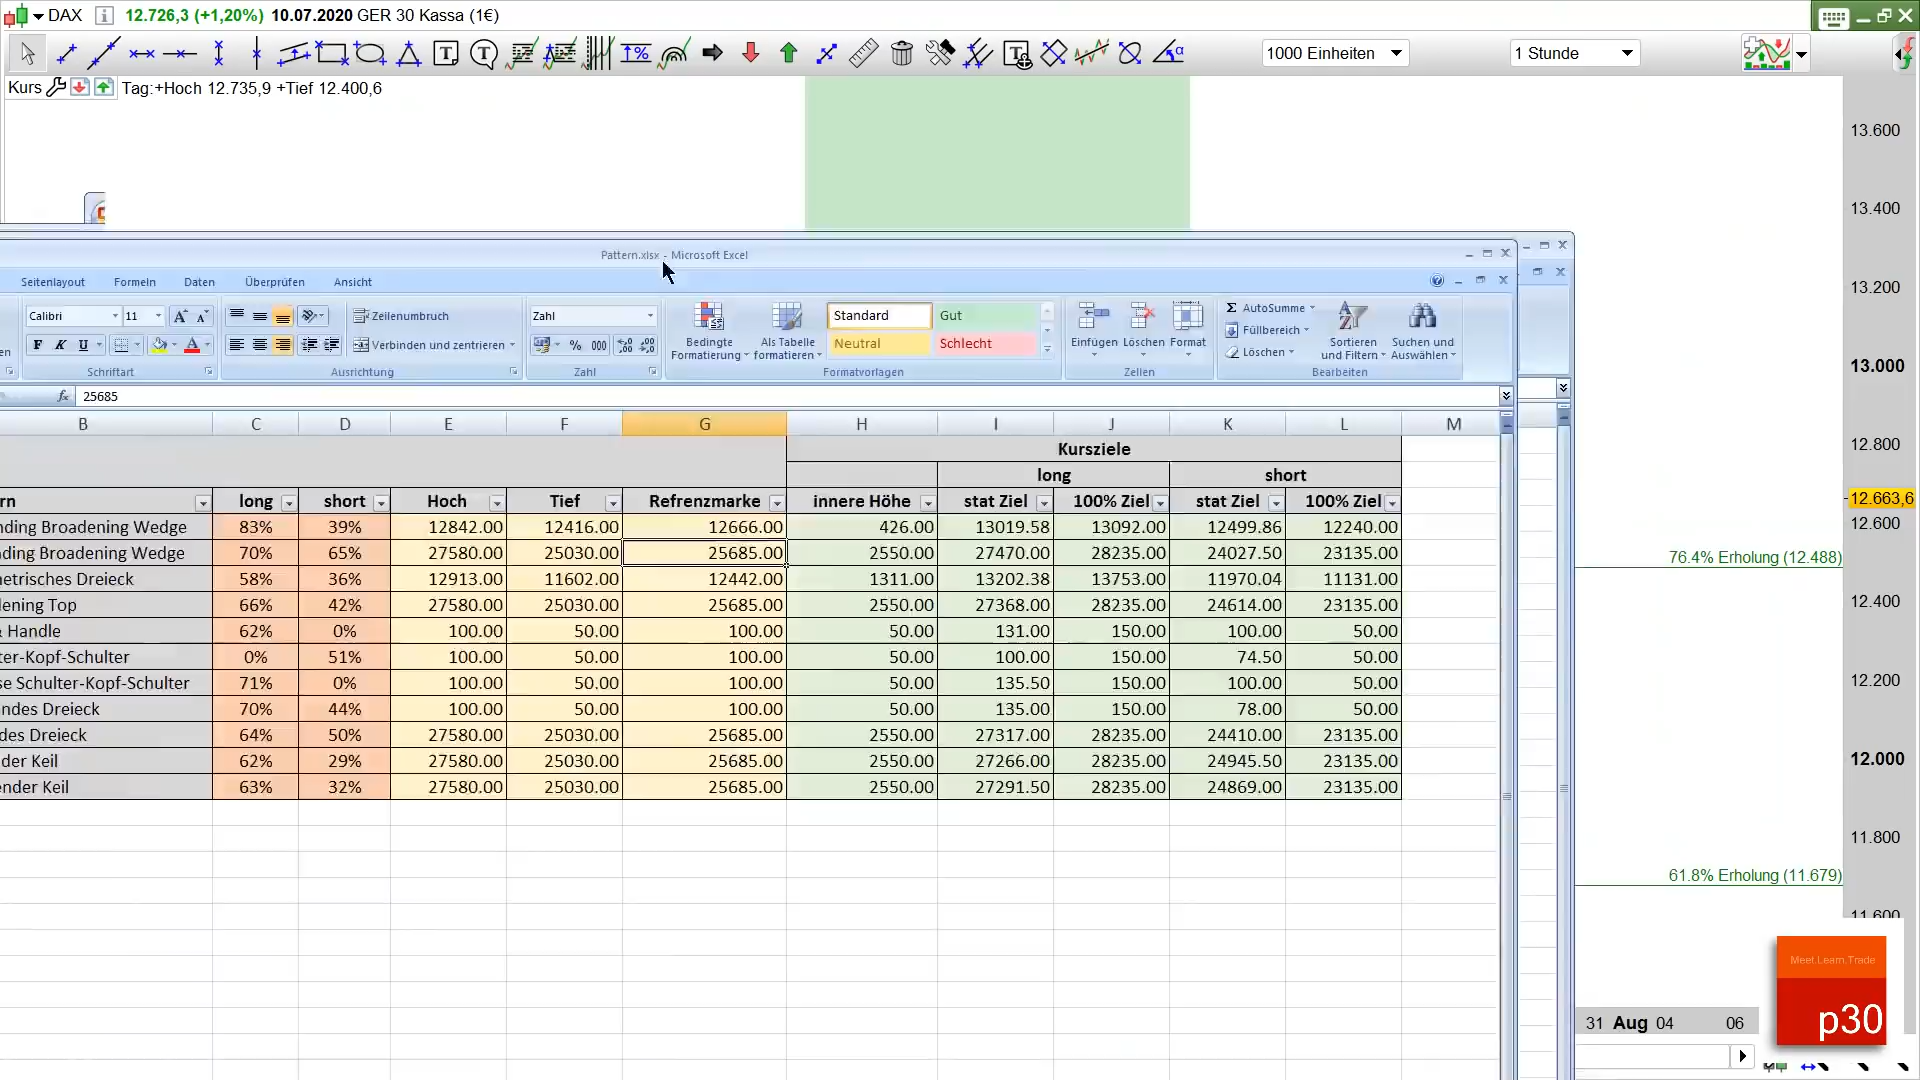 DAX 12.726,3 (+1,20%) 10.07.2020 GER 30 Kassa (1€)
1000 Einheiten 1 Stunde
Kurs Tag:+Hoch 12.735,9 +Tief 12.400,6
13.600
13.400
13.200
Pattern.xlsx - Microsoft Excel
Seitenlayout Formeln Daten Überprüfen Ansicht
Calibri 11 Zeilenumbruch Zahl Standard Gut AutoSumme
Füllbereich
F K U Verbinden und zentrieren % 000 Neutral Schlecht Löschen
Bedingte Formatierung Als Tabelle formatieren Einfügen Löschen Format Sortieren und Filtern Suchen und Auswählen
Schriftart Ausrichtung Zahl Formatvorlagen Zellen Bearbeiten
13.000
fx 25685
B C D E F G H I J K L M
12.800
Kursziele
long short
rn long short Hoch Tief Refrenzmarke innere Höhe stat Ziel 100% Ziel stat Ziel 100% Ziel
12.663,6
nding Broadening Wedge 83% 39% 12842.00 12416.00 12666.00 426.00 13019.58 13092.00 12499.86 12240.00
12.600
nding Broadening Wedge 70% 65% 27580.00 25030.00 25685.00 2550.00 27470.00 28235.00 24027.50 23135.00
76.4% Erholung (12.488)
netrisches Dreieck 58% 36% 12913.00 11602.00 12442.00 1311.00 13202.38 13753.00 11970.04 11131.00
dening Top 66% 42% 27580.00 25030.00 25685.00 2550.00 27368.00 28235.00 24614.00 23135.00
12.400
& Handle 62% 0% 100.00 50.00 100.00 50.00 131.00 150.00 100.00 50.00
ter-Kopf-Schulter 0% 51% 100.00 50.00 100.00 50.00 100.00 150.00 74.50 50.00
se Schulter-Kopf-Schulter 71% 0% 100.00 50.00 100.00 50.00 135.50 150.00 100.00 50.00
12.200
ndes Dreieck 70% 44% 100.00 50.00 100.00 50.00 135.00 150.00 78.00 50.00
des Dreieck 64% 50% 27580.00 25030.00 25685.00 2550.00 27317.00 28235.00 24410.00 23135.00
der Keil 62% 29% 27580.00 25030.00 25685.00 2550.00 27266.00 28235.00 24945.50 23135.00
12.000
ender Keil 63% 32% 27580.00 25030.00 25685.00 2550.00 27291.50 28235.00 24869.00 23135.00
11.800
61.8% Erholung (11.679)
11.600
Meet.Learn.Trade
p30
31 Aug 04 06